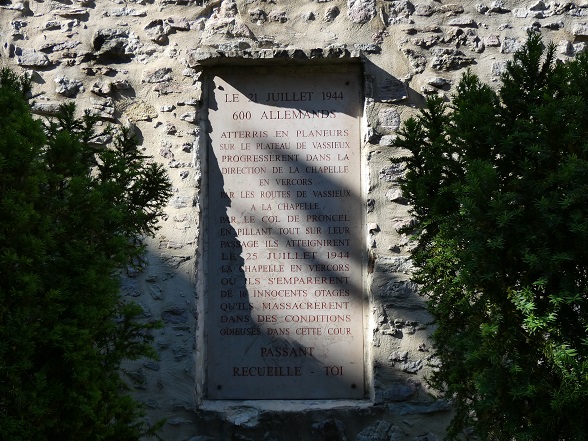 LE 21 JUILLET 1944
600 ALLEMANDS
ATTERRIS EN PLANEURS
SUR LE PLATEAU DE VASSIEUX
PROGRESSERENT DANS LA
DIRECTION DE LA CHAPELLE
EN VERCORS
PAR LES ROUTES DE VASSIEUX
A LA CHAPELLE
PAR LE COL DE PRONCEL
EN PILLANT TOUT SUR LEUR
PASSAGE ILS ATTEIGNIRENT
LE 25 JUILLET 1944
LA CHAPELLE EN VERCORS
OU ILS S'EMPARERENT
DE 16 INNOCENTS OTAGES
QU'ILS MASSACRERENT
DANS DES CONDITIONS
ODIEUSES DANS CETTE COUR
PASSANT
RECUEILLE - TOI